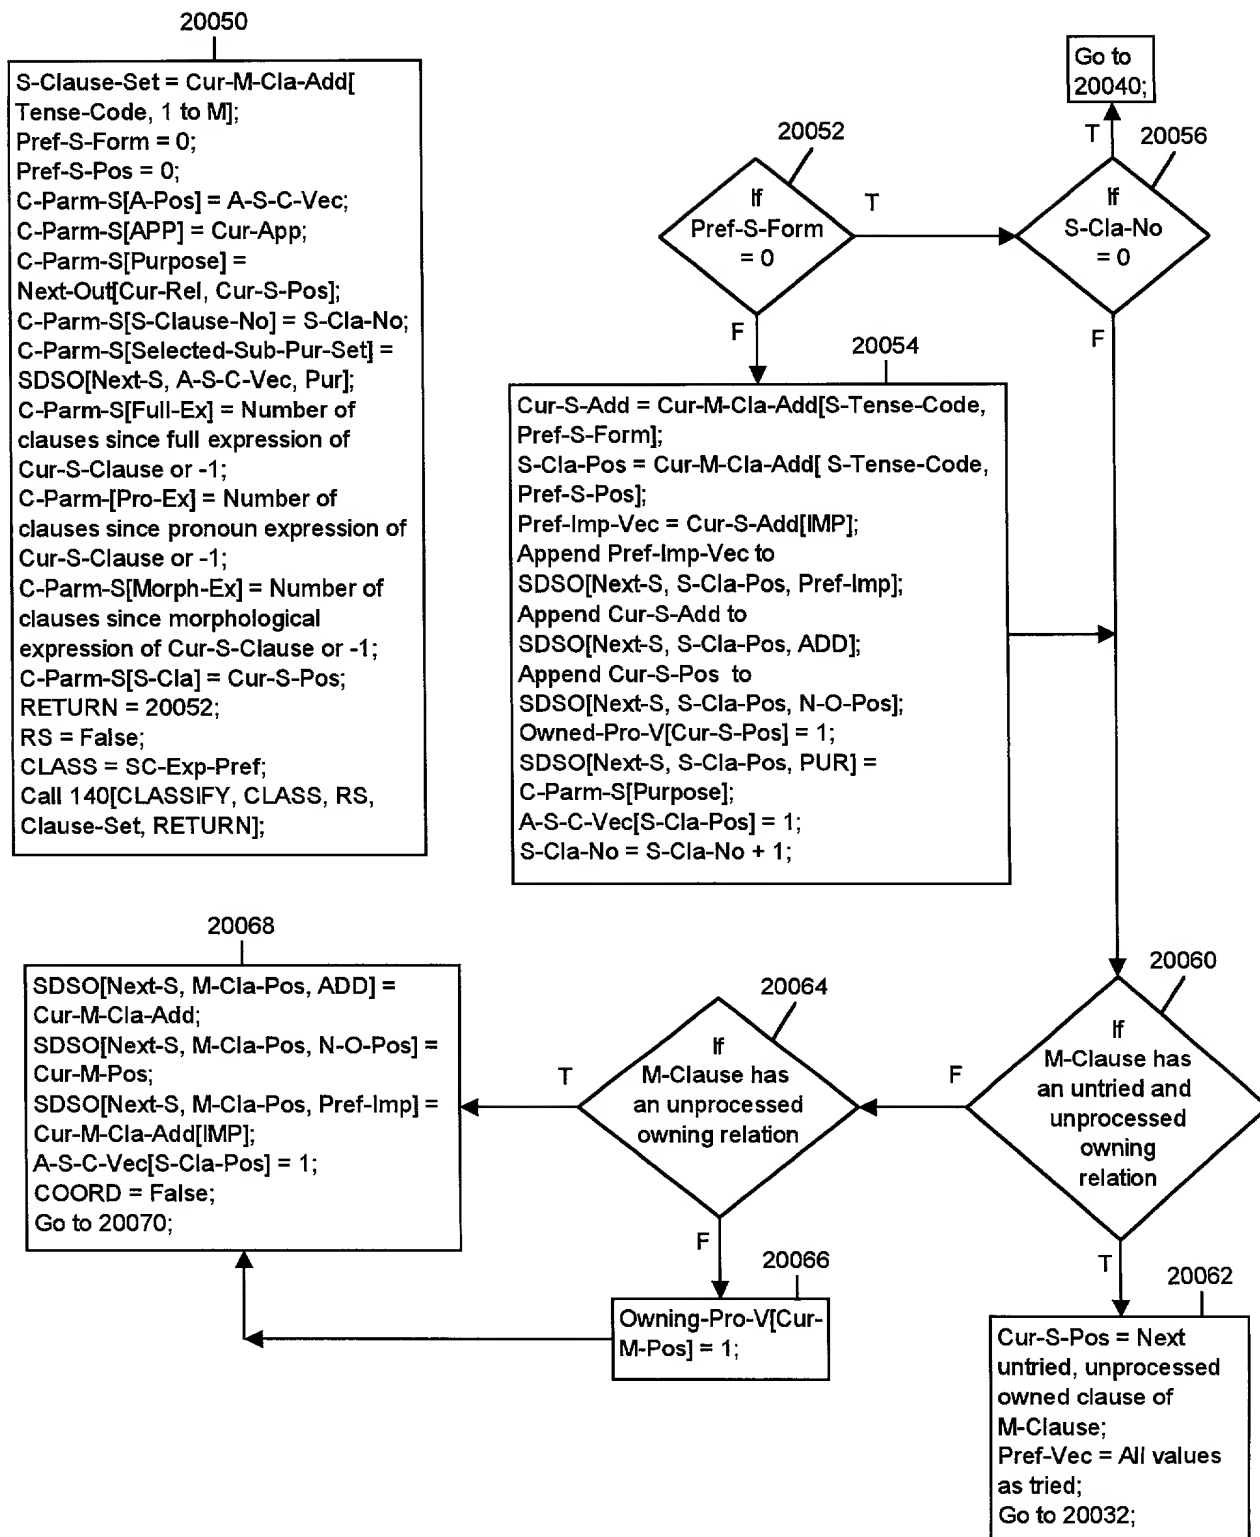 20050
S-Clause-Set = Cur-M-Cla-Add[
Tense-Code, 1 to M];
Pref-S-Form = 0;
Pref-S-Pos = 0;
C-Parm-S[A-Pos] = A-S-C-Vec;
C-Parm-S[APP] = Cur-App;
C-Parm-S[Purpose] =
Next-Out[Cur-Rel, Cur-S-Pos];
C-Parm-S[S-Clause-No] = S-Cla-No;
C-Parm-S[Selected-Sub-Pur-Set] =
SDSO[Next-S, A-S-C-Vec, Pur];
C-Parm-S[Full-Ex] = Number of
clauses since full expression of
Cur-S-Clause or -1;
C-Parm-[Pro-Ex] = Number of
clauses since pronoun expression of
Cur-S-Clause or -1;
C-Parm-S[Morph-Ex] = Number of
clauses since morphological
expression of Cur-S-Clause or -1;
C-Parm-S[S-Cla] = Cur-S-Pos;
RETURN = 20052;
RS = False;
CLASS = SC-Exp-Pref;
Call 140[CLASSIFY, CLASS, RS,
Clause-Set, RETURN];
20052
If
Pref-S-Form
= 0
T
F
Go to
20040;
T
20056
If
S-Cla-No
= 0
F
20054
Cur-S-Add = Cur-M-Cla-Add[S-Tense-Code,
Pref-S-Form];
S-Cla-Pos = Cur-M-Cla-Add[ S-Tense-Code,
Pref-S-Pos];
Pref-Imp-Vec = Cur-S-Add[IMP];
Append Pref-Imp-Vec to
SDSO[Next-S, S-Cla-Pos, Pref-Imp];
Append Cur-S-Add to
SDSO[Next-S, S-Cla-Pos, ADD];
Append Cur-S-Pos to
SDSO[Next-S, S-Cla-Pos, N-O-Pos];
Owned-Pro-V[Cur-S-Pos] = 1;
SDSO[Next-S, S-Cla-Pos, PUR] =
C-Parm-S[Purpose];
A-S-C-Vec[S-Cla-Pos] = 1;
S-Cla-No = S-Cla-No + 1;
20060
If
M-Clause has
an untried and
unprocessed
owning
relation
F
T
20062
Cur-S-Pos = Next
untried, unprocessed
owned clause of
M-Clause;
Pref-Vec = All values
as tried;
Go to 20032;
20064
If
M-Clause has
an unprocessed
owning relation
T
F
20066
Owning-Pro-V[Cur-
M-Pos] = 1;
20068
SDSO[Next-S, M-Cla-Pos, ADD] =
Cur-M-Cla-Add;
SDSO[Next-S, M-Cla-Pos, N-O-Pos] =
Cur-M-Pos;
SDSO[Next-S, M-Cla-Pos, Pref-Imp] =
Cur-M-Cla-Add[IMP];
A-S-C-Vec[S-Cla-Pos] = 1;
COORD = False;
Go to 20070;